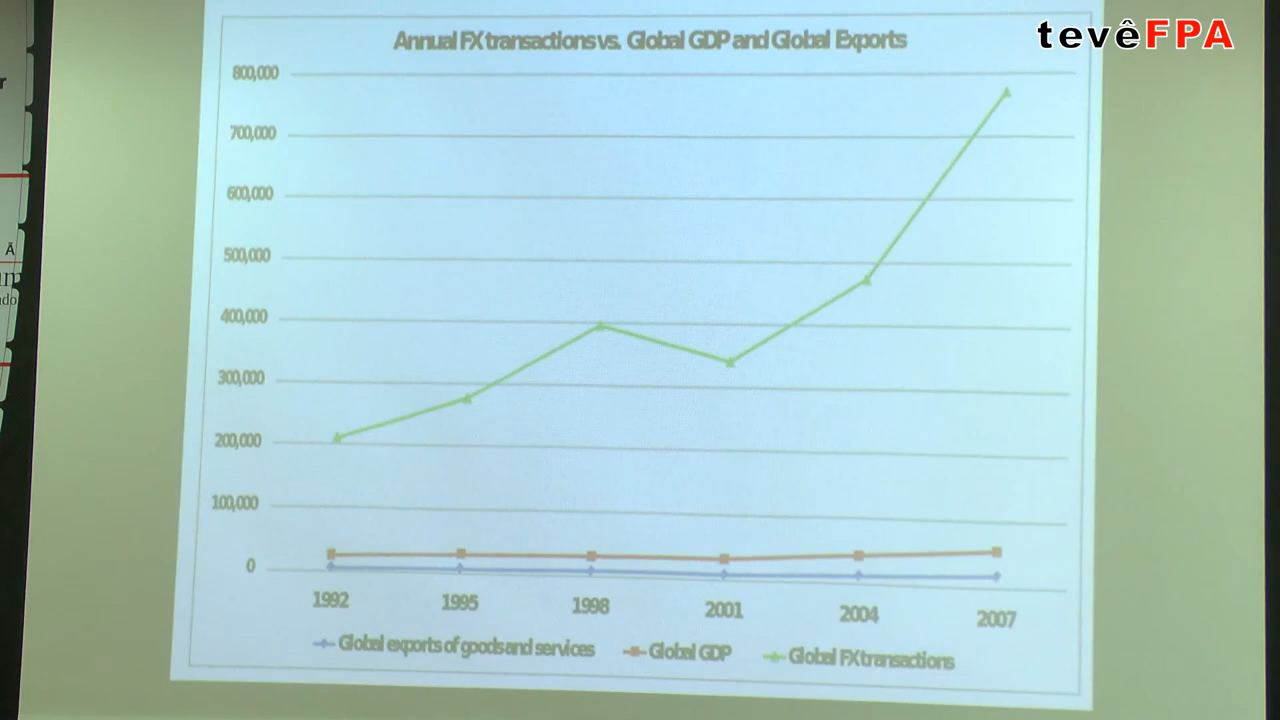 tevêFPA
Annual FX transactions vs. Global GDP and Global Exports
800,000
700,000
600,000
500,000
400,000
300,000
200,000
100,000
0
1992 1995 1998 2001 2004 2007
Global exports of goods and services Global GDP Global FX transactions
r
Ã